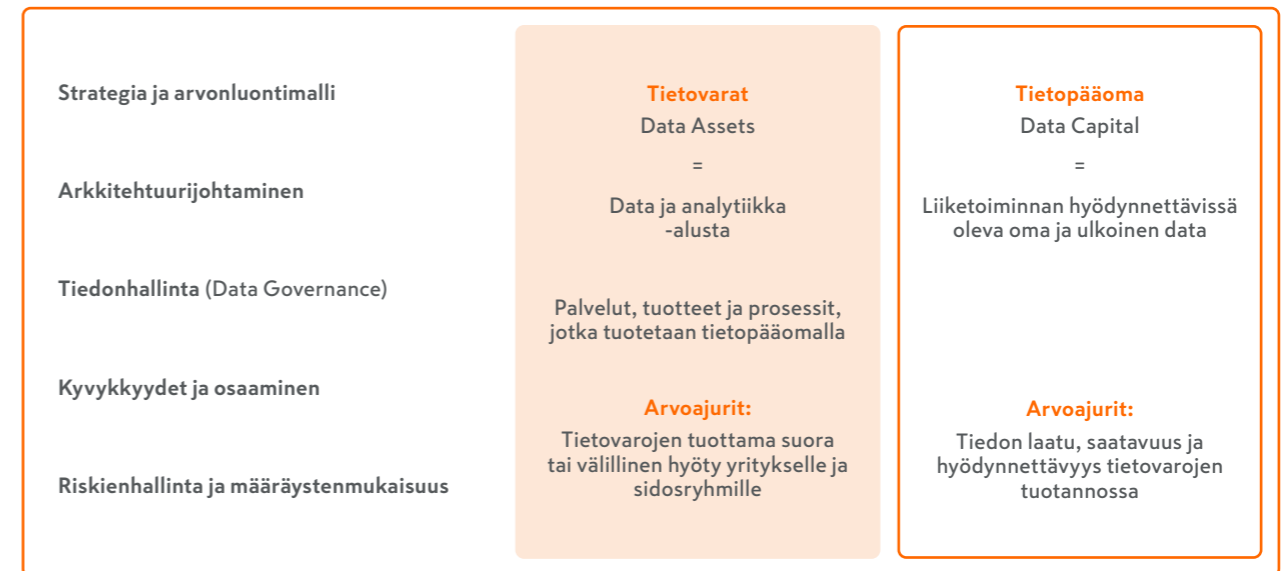 Strategia ja arvonluontimalli
Arkkitehtuurijohtaminen
Tiedonhallinta (Data Governance)
Kyvykkyydet ja osaaminen
Riskienhallinta ja määräystenmukaisuus
Tietovarat
Data Assets
=
Data ja analytiikka
-alusta
Palvelut, tuotteet ja prosessit,
jotka tuotetaan tietopääomalla
Arvoajurit:
Tietovarojen tuottama suora
tai välillinen hyöty yritykselle ja
sidosryhmille
Tietopääoma
Data Capital
=
Liiketoiminnan hyödynnettävissä
oleva oma ja ulkoinen data
Arvoajurit:
Tiedon laatu, saatavuus ja
hyödynnettävyys tietovarojen
tuotannossa